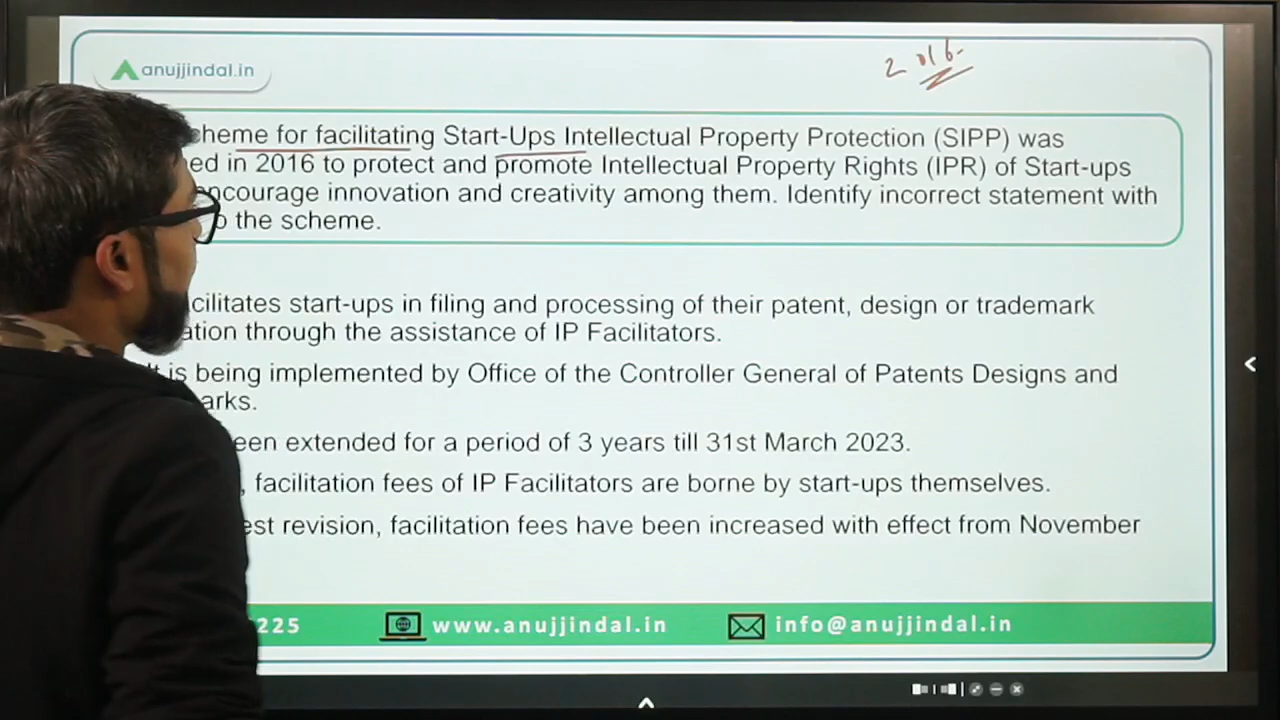 anujjindal.in
2016.
cheme for facilitating Start-Ups Intellectual Property Protection (SIPP) was
ed in 2016 to protect and promote Intellectual Property Rights (IPR) of Start-ups
encourage innovation and creativity among them. Identify incorrect statement with
the scheme.
cilitates start-ups in filing and processing of their patent, design or trademark
ation through the assistance of IP Facilitators.
It is being implemented by Office of the Controller General of Patents Designs and
arks.
een extended for a period of 3 years till 31st March 2023.
, facilitation fees of IP Facilitators are borne by start-ups themselves.
est revision, facilitation fees have been increased with effect from November
225 www.anujjindal.in info@anujjindal.in